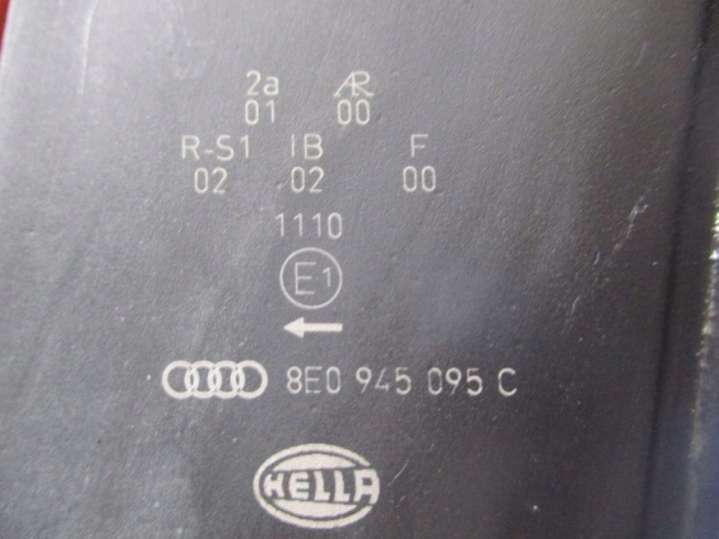 2a AR
01 00
R-S1 IB F
02 02 00
1110
E1
8E0 945 095 C
HELLA